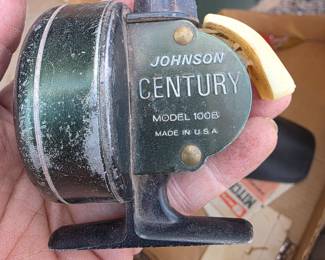 JOHNSON
CENTURY
MODEL 100B
MADE IN U.S.A.